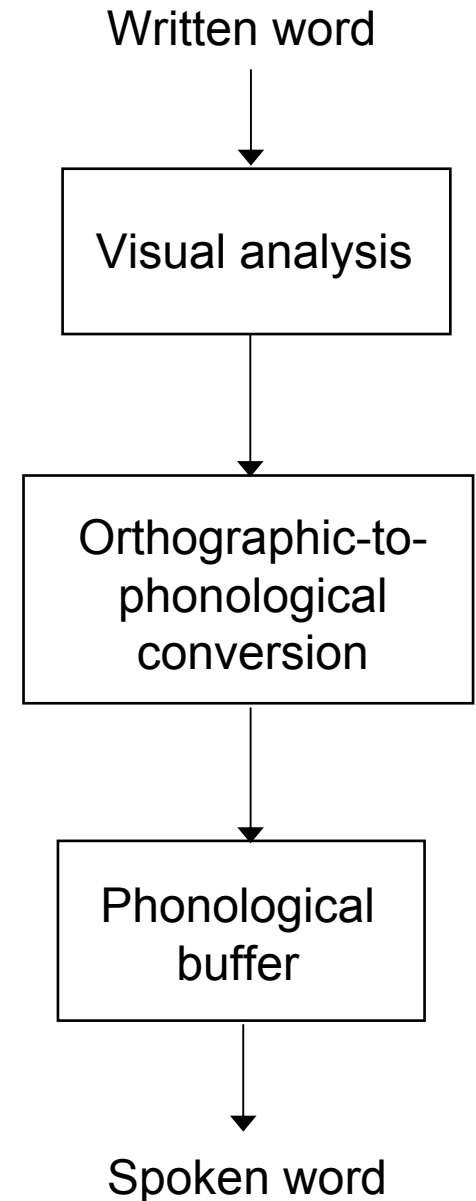 Written word
Visual analysis
Orthographic-to-
phonological
conversion
Phonological
buffer
Spoken word